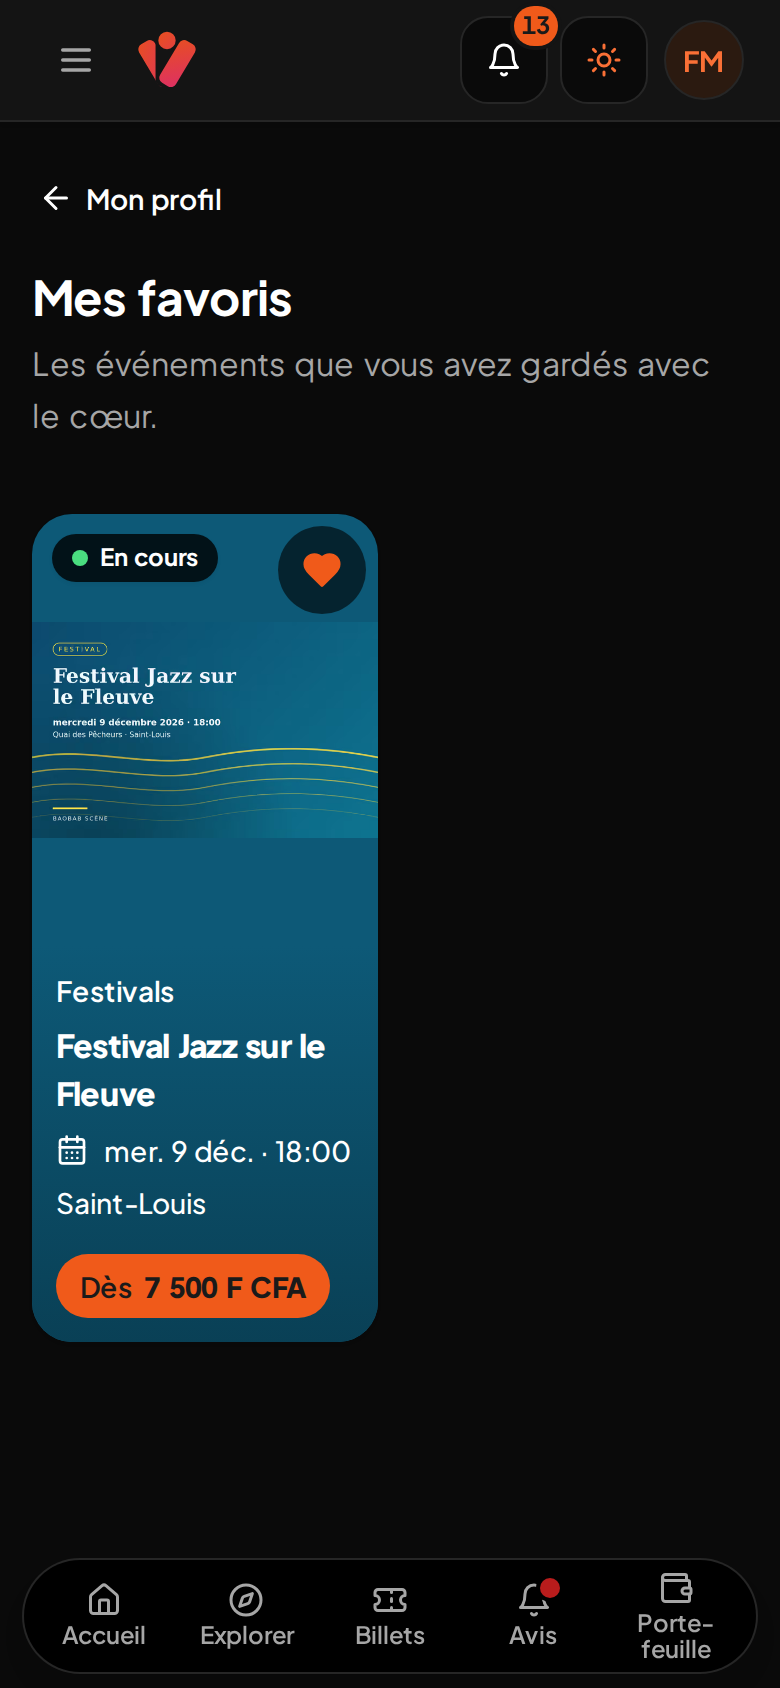 13
FM
Mon profil
Mes favoris
Les événements que vous avez gardés avec
le cœur.
En cours
FESTIVAL
Festival Jazz sur
le Fleuve
mercredi 9 décembre 2026 · 18:00
Quai des Pêcheurs · Saint-Louis
BAOBAB SCÈNE
Festivals
Festival Jazz sur le
Fleuve
mer. 9 déc. · 18:00
Saint-Louis
Dès 7 500 F CFA
Accueil
Explorer
Billets
Avis
Porte-
feuille